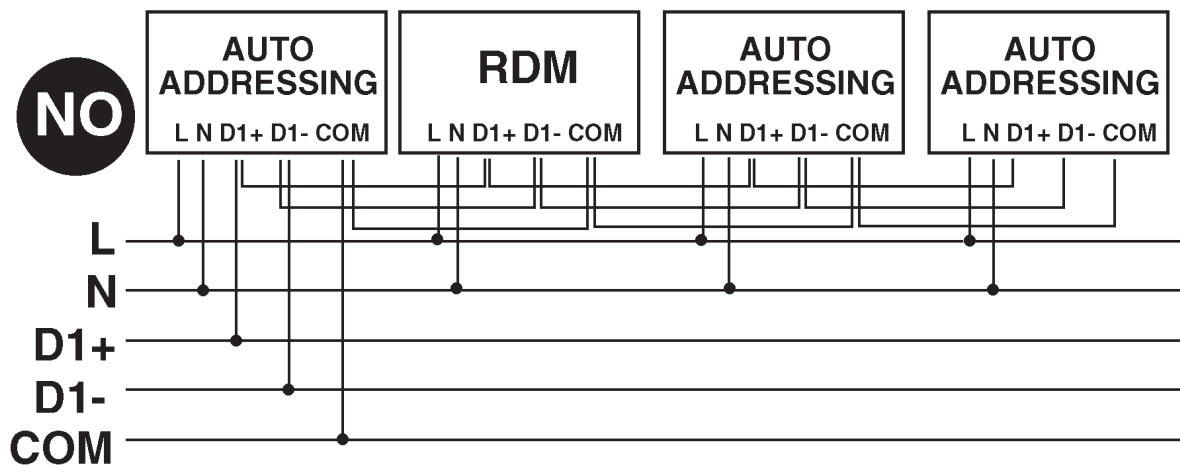 NO
AUTO
ADDRESSING
L N D1+ D1- COM
RDM
L N D1+ D1- COM
AUTO
ADDRESSING
L N D1+ D1- COM
AUTO
ADDRESSING
L N D1+ D1- COM
L
N
D1+
D1-
COM